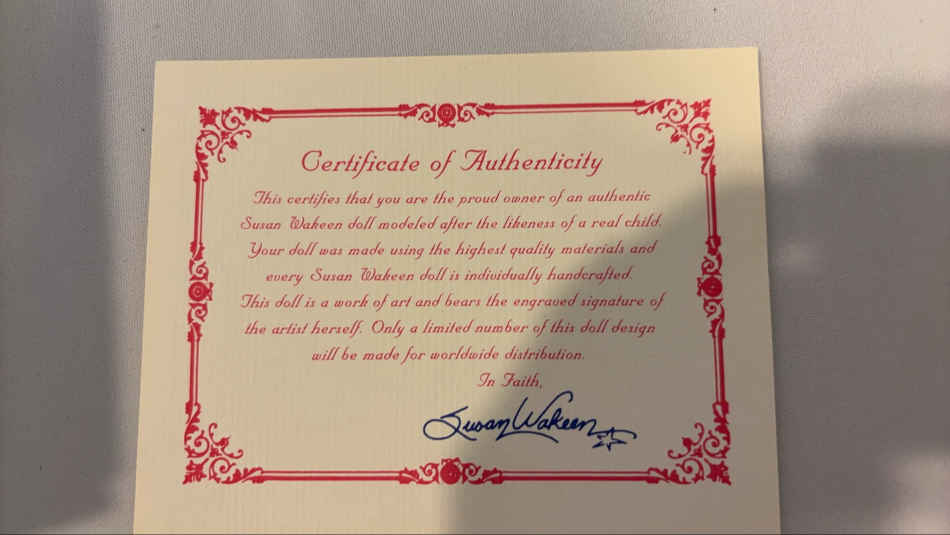 Certificate of Authenticity
This certifies that you are the proud owner of an authentic
Susan Wakeen doll modeled after the likeness of a real child.
Your doll was made using the highest quality materials and
every Susan Wakeen doll is individually handcrafted.
This doll is a work of art and bears the engraved signature of
the artist herself. Only a limited number of this doll design
will be made for worldwide distribution.
In Faith,
Susan Wakeen